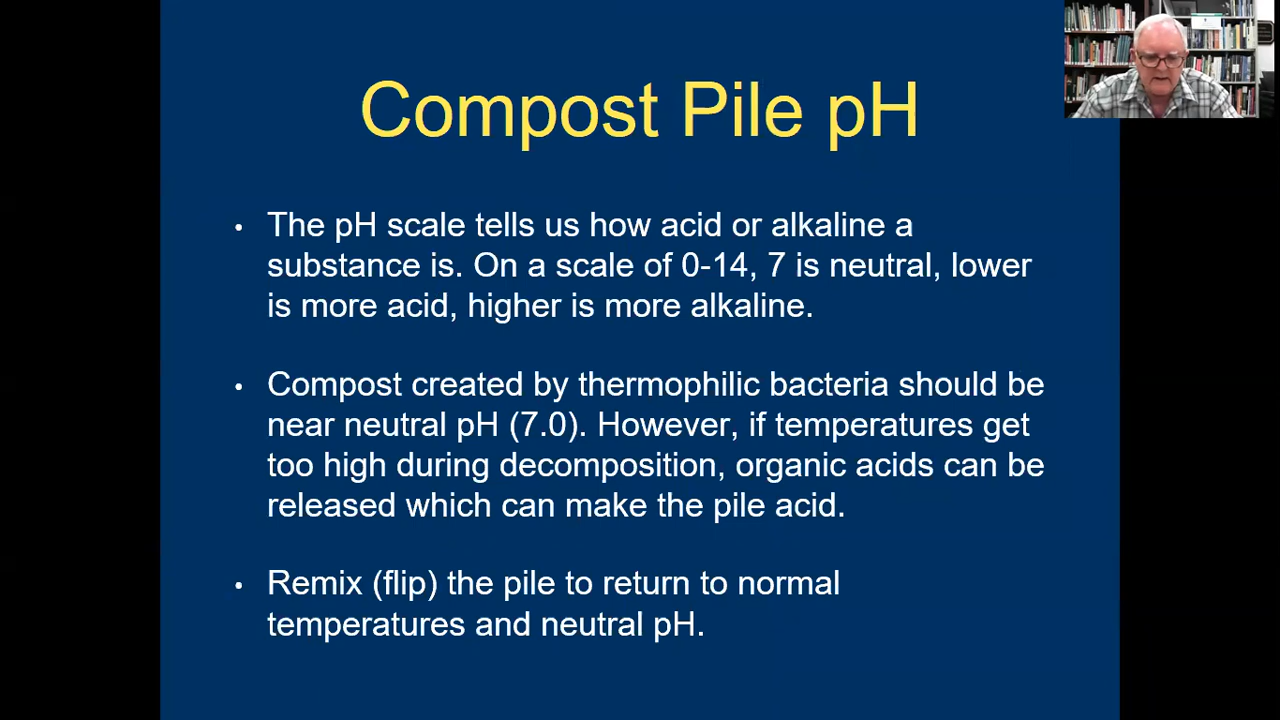 Compost Pile pH
• The pH scale tells us how acid or alkaline a
substance is. On a scale of 0-14, 7 is neutral, lower
is more acid, higher is more alkaline.
• Compost created by thermophilic bacteria should be
near neutral pH (7.0). However, if temperatures get
too high during decomposition, organic acids can be
released which can make the pile acid.
• Remix (flip) the pile to return to normal
temperatures and neutral pH.